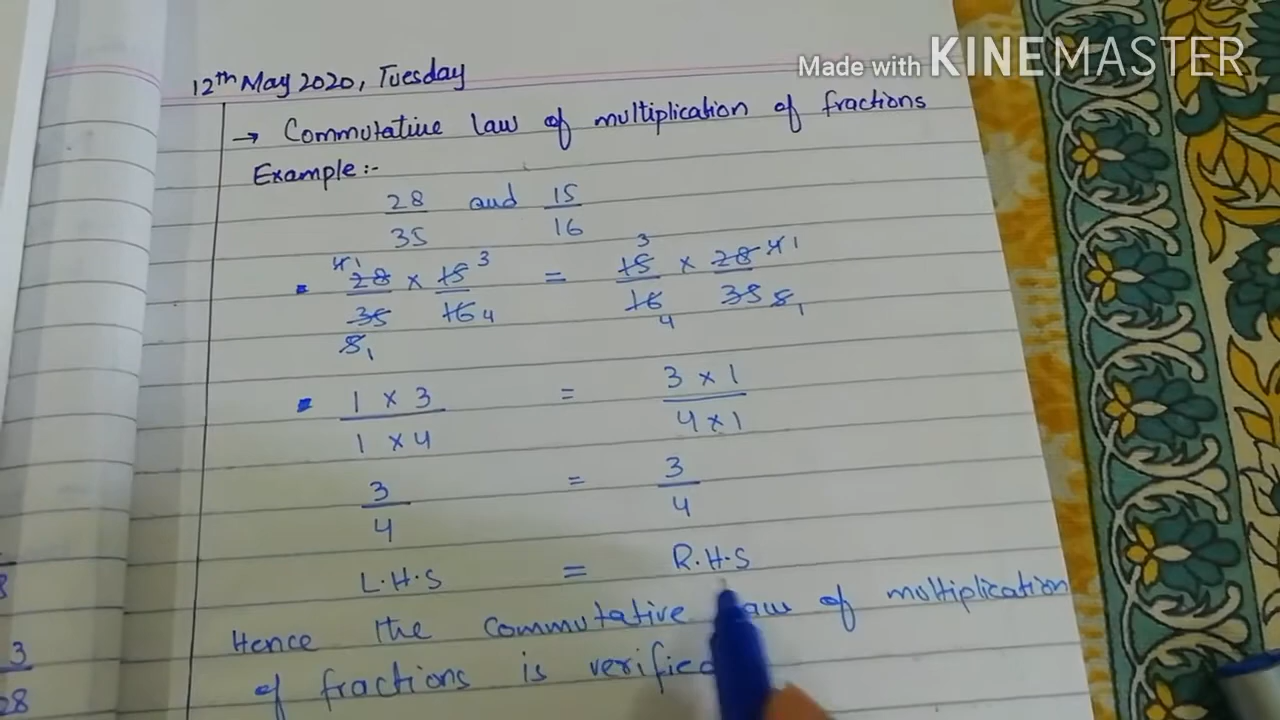 Made with KINEMASTER
12th May 2020, Tuesday
→ Commutative law of multiplication of fractions
Example:-
28/35 and 15/16
28/35 × 15/16 = 15/16 × 28/35
1 × 3 / 1 × 4 = 3 × 1 / 4 × 1
3/4 = 3/4
L.H.S = R.H.S
Hence the commutative law of multiplication
of fractions is verified
3
28